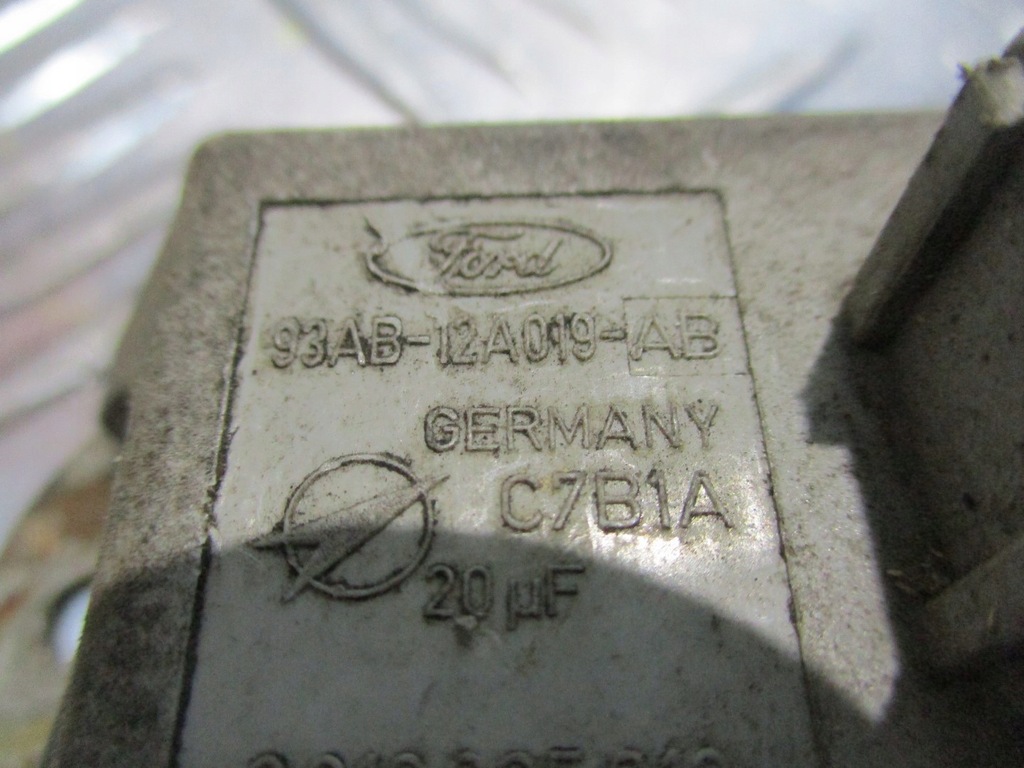 Ford
93AB-12A019-AB
GERMANY
C7B1A
20 µF